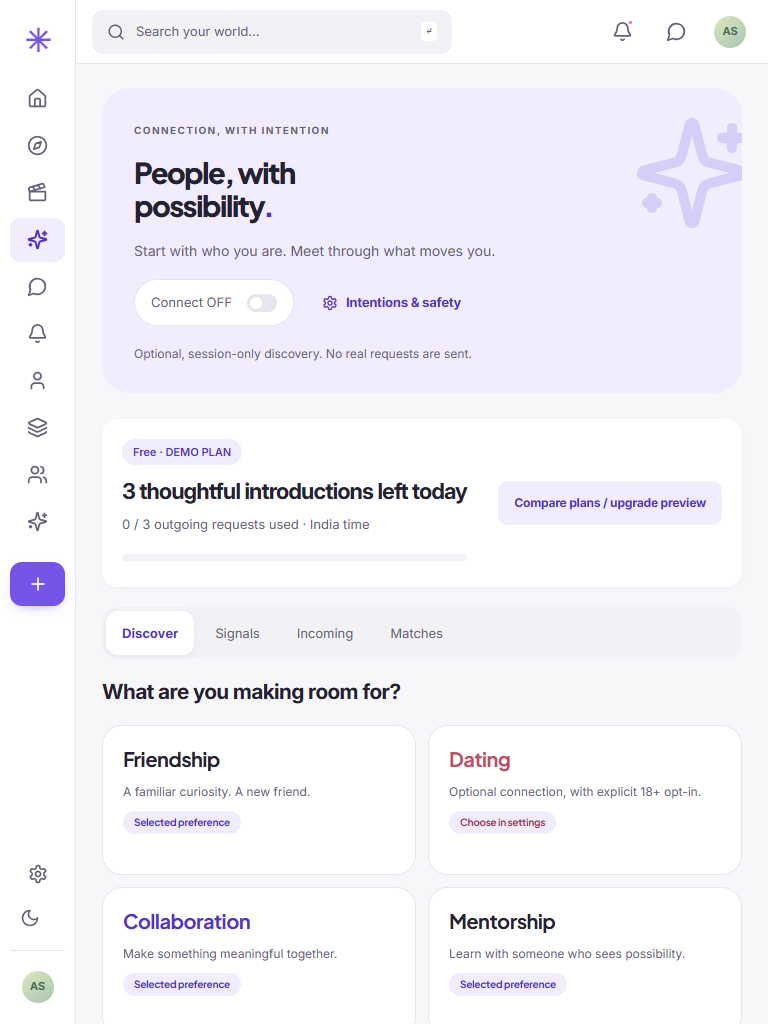 Search your world...
AS
CONNECTION, WITH INTENTION
People, with
possibility.
Start with who you are. Meet through what moves you.
Connect OFF
Intentions & safety
Optional, session-only discovery. No real requests are sent.
Free · DEMO PLAN
3 thoughtful introductions left today
0 / 3 outgoing requests used · India time
Compare plans / upgrade preview
Discover
Signals
Incoming
Matches
What are you making room for?
Friendship
A familiar curiosity. A new friend.
Selected preference
Dating
Optional connection, with explicit 18+ opt-in.
Choose in settings
Collaboration
Make something meaningful together.
Selected preference
Mentorship
Learn with someone who sees possibility.
Selected preference
AS